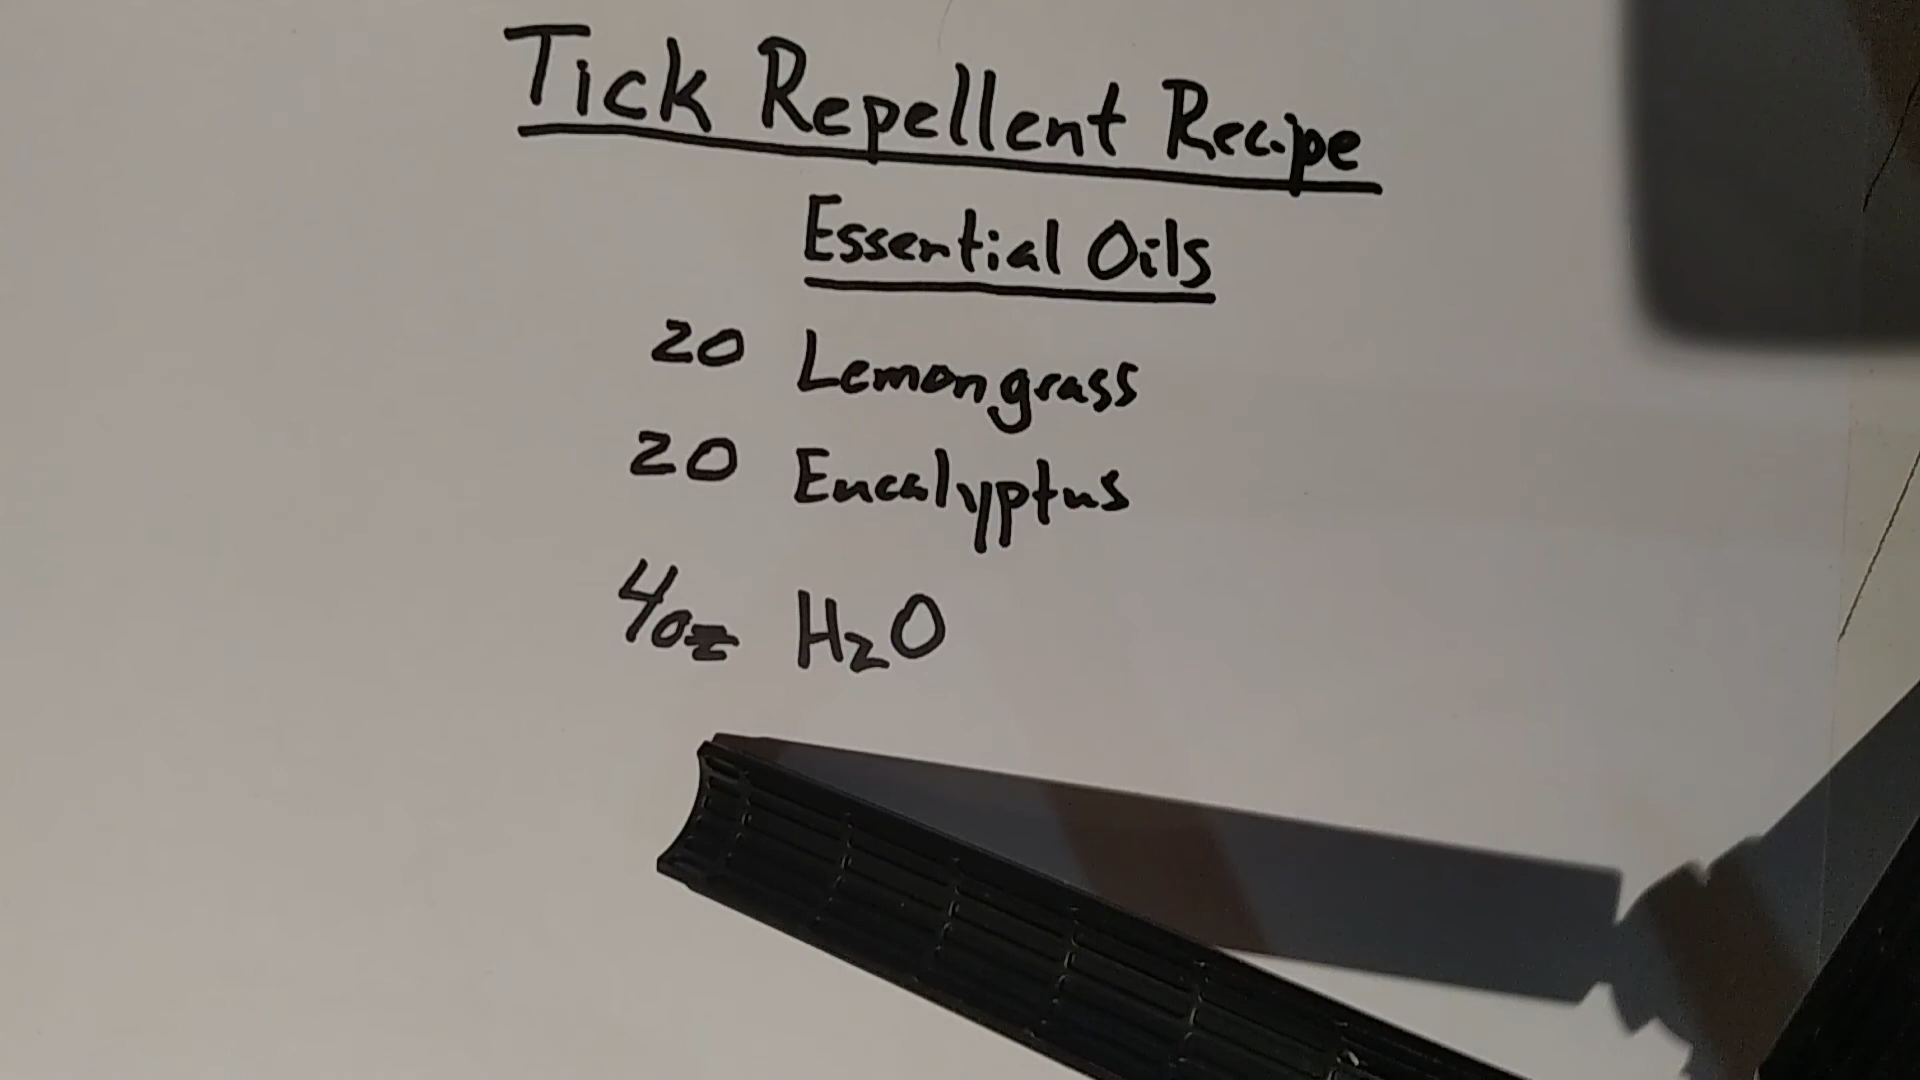 Tick Repellent Recipe
Essential Oils
20 Lemongrass
20 Eucalyptus
4oz H₂O